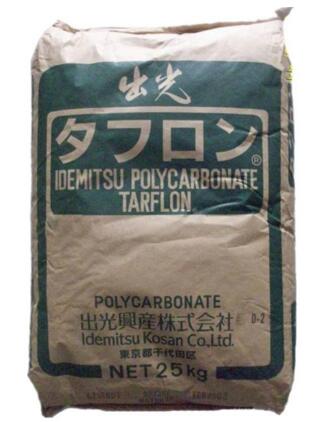 出光
タフロン®
IDEMITSU POLYCARBONATE
TARFLON
POLYCARBONATE
出光興産株式会社
Idemitsu Kosan Co.,Ltd.
東京都千代田区
NET 25kg